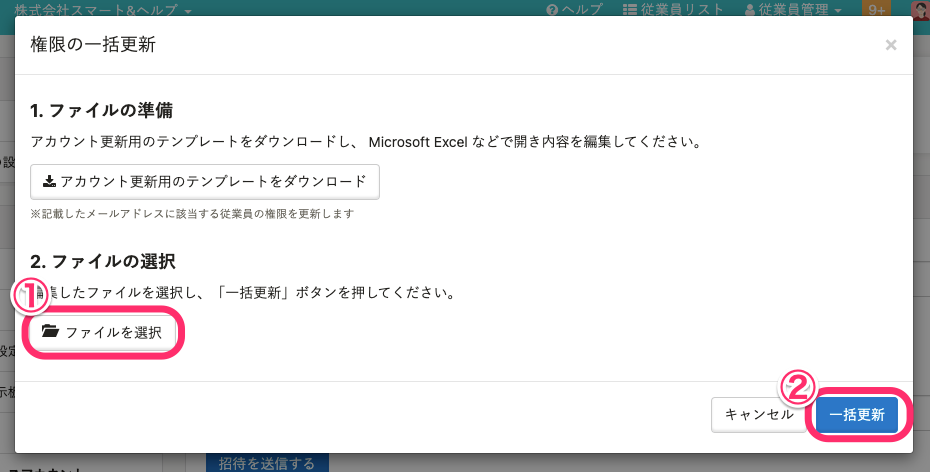 株式会社スマート&ヘルプ
ヘルプ
従業員リスト
従業員管理
9+
権限の一括更新
×
1. ファイルの準備
アカウント更新用のテンプレートをダウンロードし、 Microsoft Excel などで開き内容を編集してください。
アカウント更新用のテンプレートをダウンロード
※記載したメールアドレスに該当する従業員の権限を更新します
2. ファイルの選択
①
編集したファイルを選択し、「一括更新」ボタンを押してください。
ファイルを選択
②
キャンセル
一括更新
招待を送信する